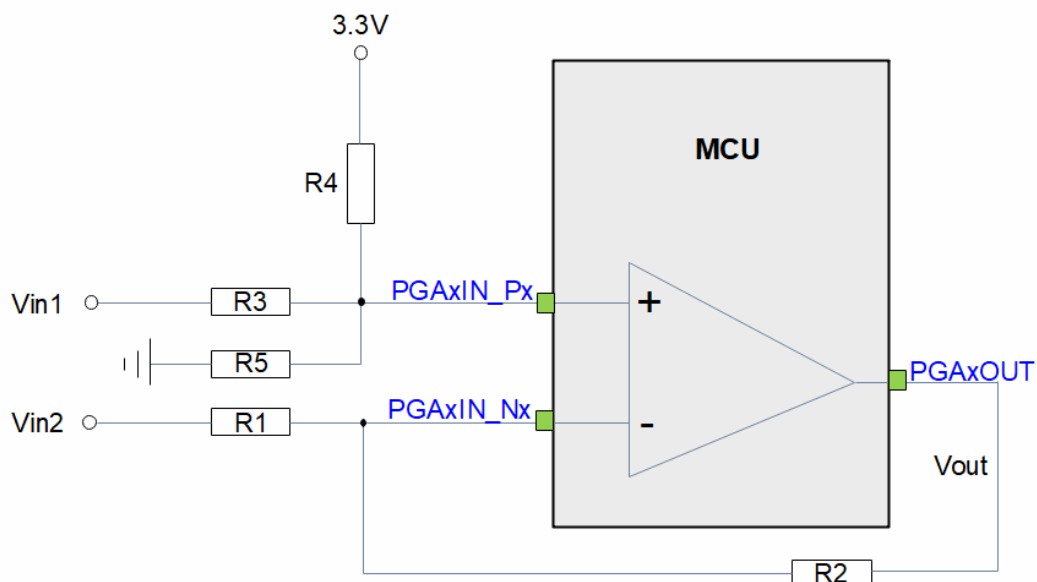 3.3V
MCU
R4
PGAxIN_Px
Vin1
R3
+
R5
PGAxOUT
PGAxIN_Nx
Vin2
R1
-
Vout
R2